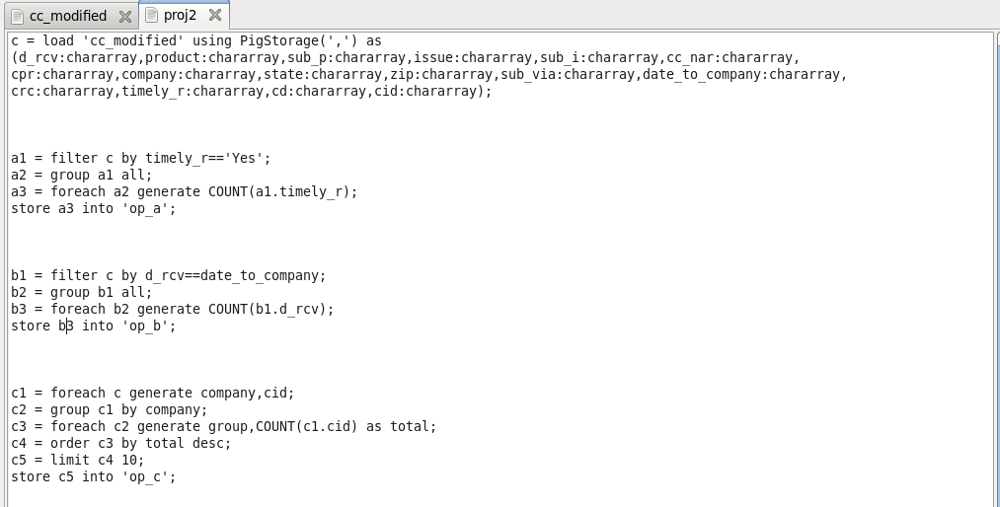 cc_modified
proj2
c = load 'cc_modified' using PigStorage(',') as
(d_rcv:chararray,product:chararray,sub_p:chararray,issue:chararray,sub_i:chararray,cc_nar:chararray,
cpr:chararray,company:chararray,state:chararray,zip:chararray,sub_via:chararray,date_to_company:chararray,
crc:chararray,timely_r:chararray,cd:chararray,cid:chararray);
a1 = filter c by timely_r=='Yes';
a2 = group a1 all;
a3 = foreach a2 generate COUNT(a1.timely_r);
store a3 into 'op_a';
b1 = filter c by d_rcv==date_to_company;
b2 = group b1 all;
b3 = foreach b2 generate COUNT(b1.d_rcv);
store b3 into 'op_b';
c1 = foreach c generate company,cid;
c2 = group c1 by company;
c3 = foreach c2 generate group,COUNT(c1.cid) as total;
c4 = order c3 by total desc;
c5 = limit c4 10;
store c5 into 'op_c';